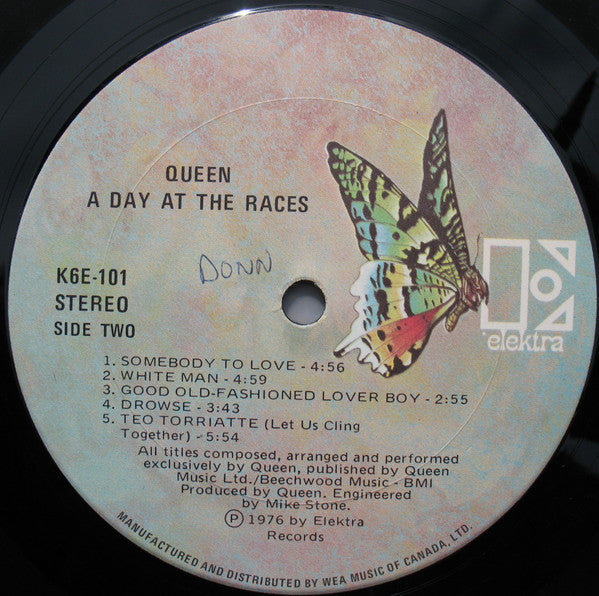 QUEEN
A DAY AT THE RACES
K6E-101
DONN
STEREO
SIDE TWO
elektra
1. SOMEBODY TO LOVE - 4:56
2. WHITE MAN - 4:59
3. GOOD OLD-FASHIONED LOVER BOY - 2:55
4. DROWSE - 3:43
5. TEO TORRIATTE (Let Us Cling
Together) - 5:54
All titles composed, arranged and performed
exclusively by Queen, published by Queen
Music Ltd./Beechwood Music - BMI
Produced by Queen. Engineered
by Mike Stone.
Ⓟ 1976 by Elektra
Records
MANUFACTURED AND DISTRIBUTED BY WEA MUSIC OF CANADA, LTD.